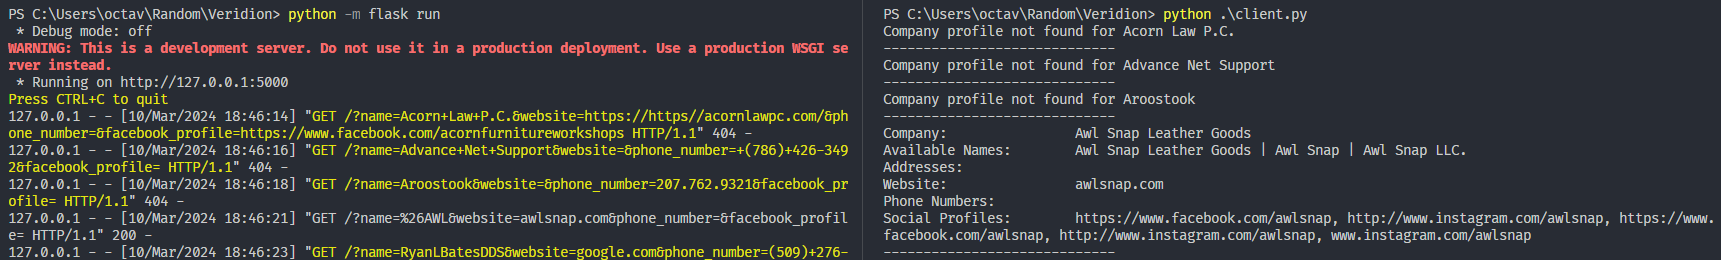 PS C:\Users\octav\Random\Veridion> python -m flask run
 * Debug mode: off
WARNING: This is a development server. Do not use it in a production deployment. Use a production WSGI se
rver instead.
 * Running on http://127.0.0.1:5000
Press CTRL+C to quit
127.0.0.1 - - [10/Mar/2024 18:46:14] "GET /?name=Acorn+Law+P.C.&website=https://https//acornlawpc.com/&ph
one_number=&facebook_profile=https://www.facebook.com/acornfurnitureworkshops HTTP/1.1" 404 -
127.0.0.1 - - [10/Mar/2024 18:46:16] "GET /?name=Advance+Net+Support&website=&phone_number=+(786)+426-349
2&facebook_profile= HTTP/1.1" 404 -
127.0.0.1 - - [10/Mar/2024 18:46:18] "GET /?name=Aroostook&website=&phone_number=207.762.9321&facebook_pr
ofile= HTTP/1.1" 404 -
127.0.0.1 - - [10/Mar/2024 18:46:21] "GET /?name=%26AWL&website=awlsnap.com&phone_number=&facebook_profil
e= HTTP/1.1" 200 -
127.0.0.1 - - [10/Mar/2024 18:46:23] "GET /?name=RyanLBatesDDS&website=google.com&phone_number=(509)+276-
PS C:\Users\octav\Random\Veridion> python .\client.py
Company profile not found for Acorn Law P.C.
-----------------------------
Company profile not found for Advance Net Support
-----------------------------
Company profile not found for Aroostook
-----------------------------
Company: Awl Snap Leather Goods
Available Names: Awl Snap Leather Goods | Awl Snap | Awl Snap LLC.
Addresses:
Website: awlsnap.com
Phone Numbers:
Social Profiles: https://www.facebook.com/awlsnap, http://www.instagram.com/awlsnap, https://www.
facebook.com/awlsnap, http://www.instagram.com/awlsnap, www.instagram.com/awlsnap
-----------------------------